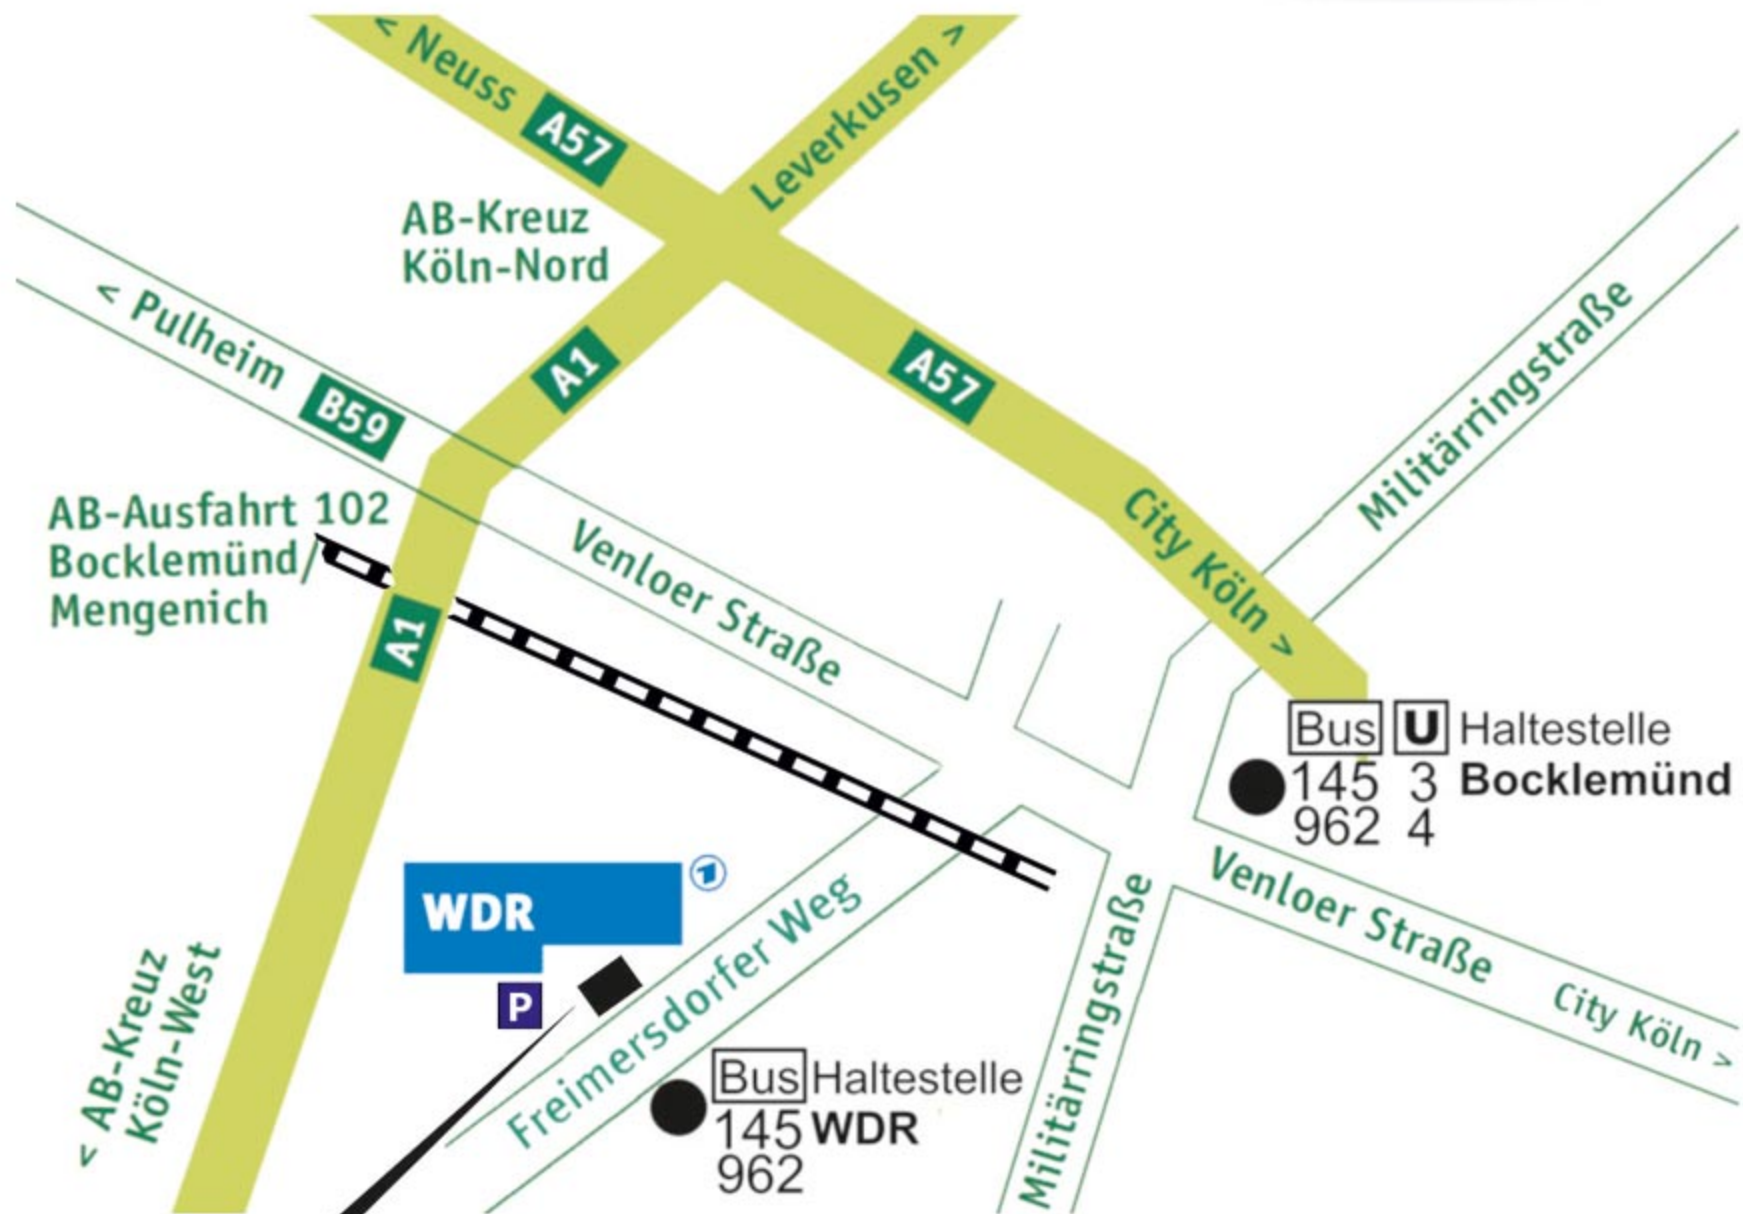 < Neuss
A57
Leverkusen >
AB-Kreuz
Köln-Nord
< Pulheim
B59
A1
A57
Militärringstraße
AB-Ausfahrt 102
Bocklemünd/
Mengenich
Venloer Straße
City Köln >
A1
Bus U Haltestelle
145 3 Bocklemünd
962 4
WDR
1
P
Freimersdorfer Weg
Venloer Straße
City Köln >
Militärringstraße
< AB-Kreuz
Köln-West
Bus Haltestelle
145 WDR
962